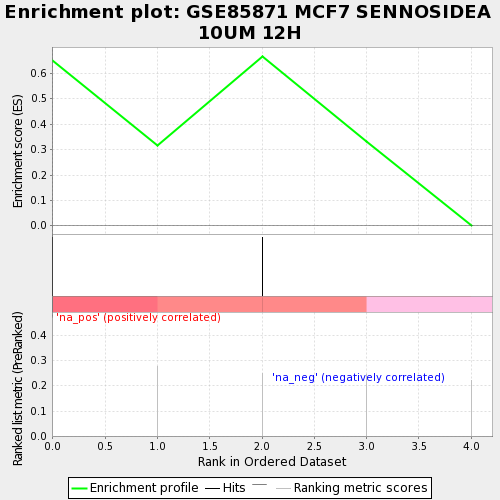 Enrichment plot: GSE85871 MCF7 SENNOSIDEA
10UM 12H
Enrichment score (ES)
0.6
0.5
0.4
0.3
0.2
0.1
0.0
'na_pos' (positively correlated)
'na_neg' (negatively correlated)
Ranked list metric (PreRanked)
0.4
0.3
0.2
0.1
0.0
0.0 0.5 1.0 1.5 2.0 2.5 3.0 3.5 4.0
Rank in Ordered Dataset
Enrichment profile Hits Ranking metric scores